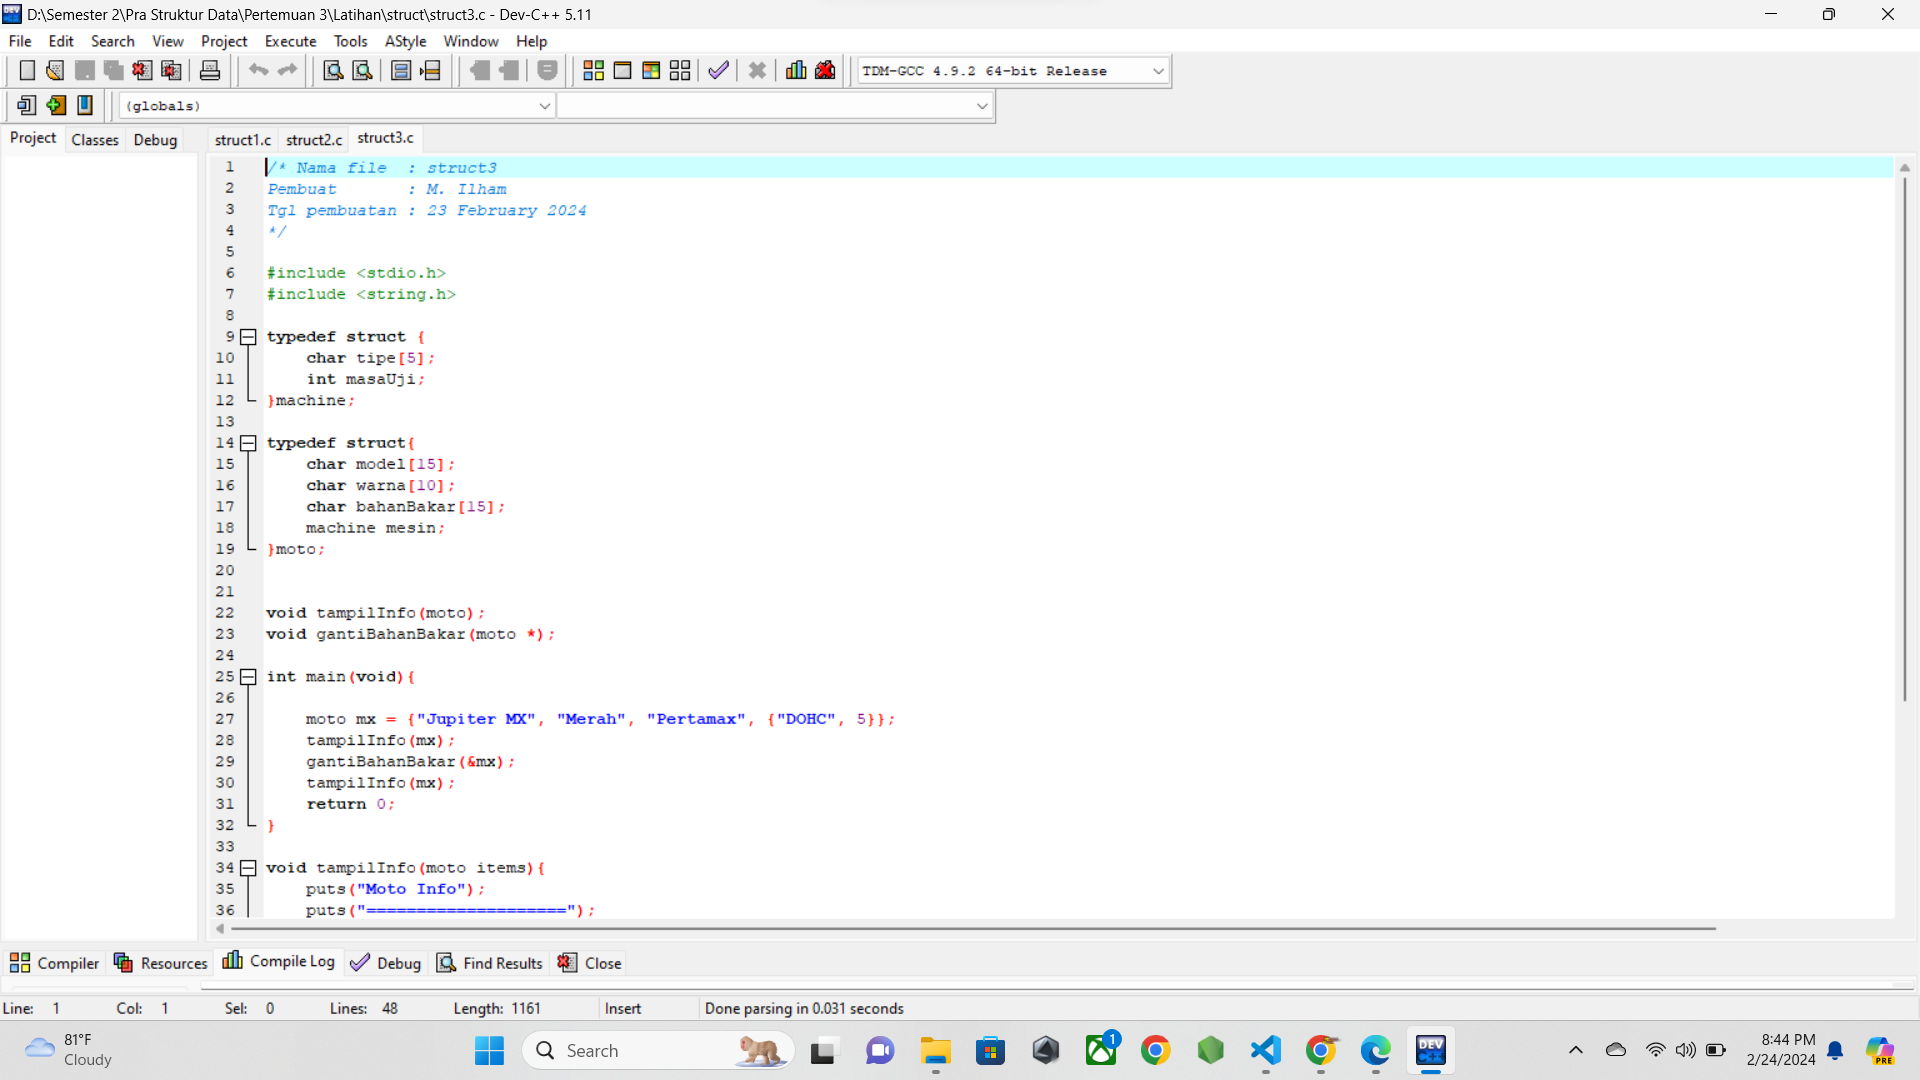 D:\Semester 2\Pra Struktur Data\Pertemuan 3\Latihan\struct\struct3.c - Dev-C++ 5.11
File Edit Search View Project Execute Tools AStyle Window Help
TDM-GCC 4.9.2 64-bit Release
(globals)
Project Classes Debug struct1.c struct2.c struct3.c
1 /* Nama file  : struct3
2 Pembuat       : M. Ilham
3 Tgl pembuatan : 23 February 2024
4 */
5
6 #include <stdio.h>
7 #include <string.h>
8
9 typedef struct {
10     char tipe[5];
11     int masaUji;
12 }machine;
13
14 typedef struct{
15     char model[15];
16     char warna[10];
17     char bahanBakar[15];
18     machine mesin;
19 }moto;
20
21
22 void tampilInfo(moto);
23 void gantiBahanBakar(moto *);
24
25 int main(void){
26
27     moto mx = {"Jupiter MX", "Merah", "Pertamax", {"DOHC", 5}};
28     tampilInfo(mx);
29     gantiBahanBakar(&mx);
30     tampilInfo(mx);
31     return 0;
32 }
33
34 void tampilInfo(moto items){
35     puts("Moto Info");
36     puts("====================");
Compiler Resources Compile Log Debug Find Results Close
Line: 1 Col: 1 Sel: 0 Lines: 48 Length: 1161 Insert Done parsing in 0.031 seconds
81°F
Cloudy
Search
1
DEV
C++
8:44 PM
2/24/2024
PRE